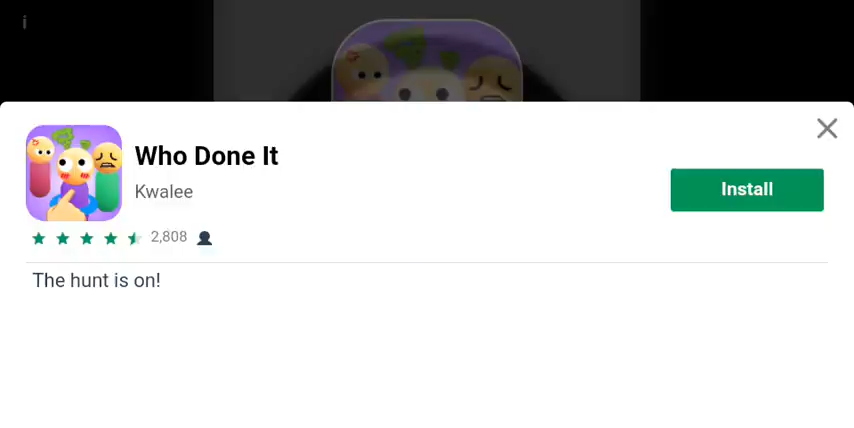 Who Done It
Kwalee
Install
2,808
The hunt is on!